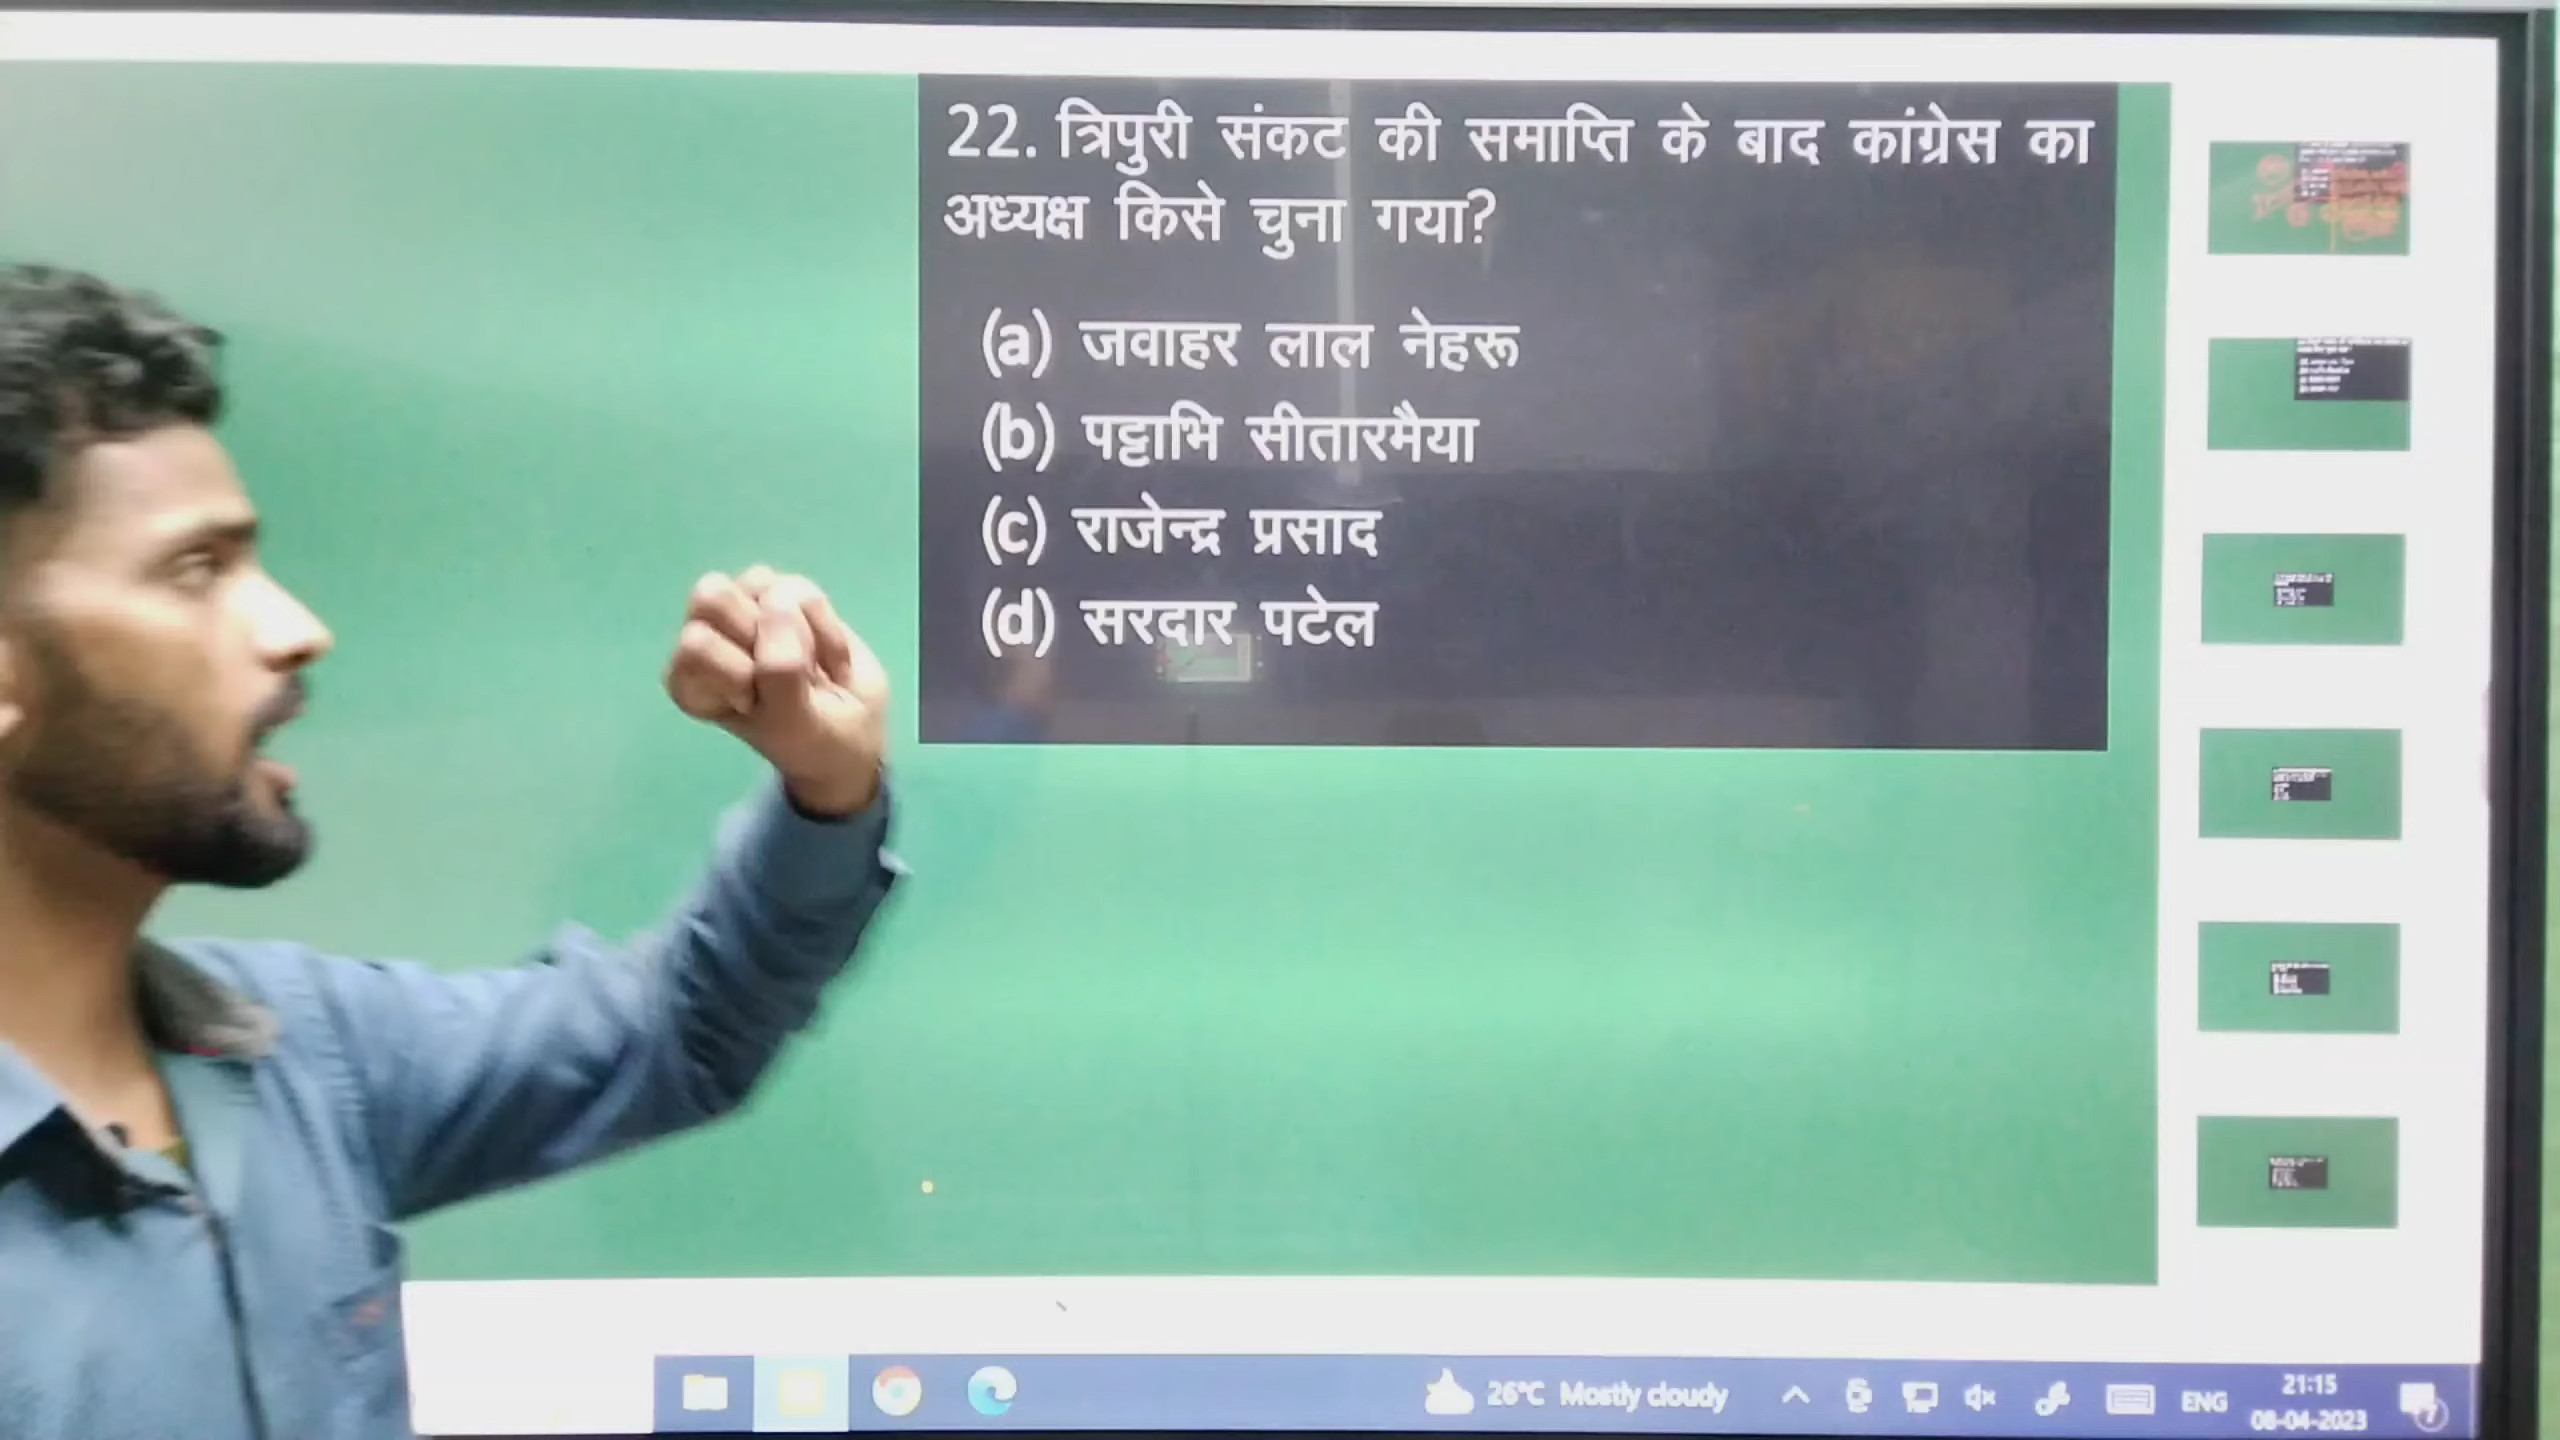 22. त्रिपुरी संकट की समाप्ति के बाद कांग्रेस का
अध्यक्ष किसे चुना गया?
(a) जवाहर लाल नेहरू
(b) पट्टाभि सीतारमैया
(c) राजेन्द्र प्रसाद
(d) सरदार पटेल
26°C Mostly cloudy
ENG
21:15
08-04-2023